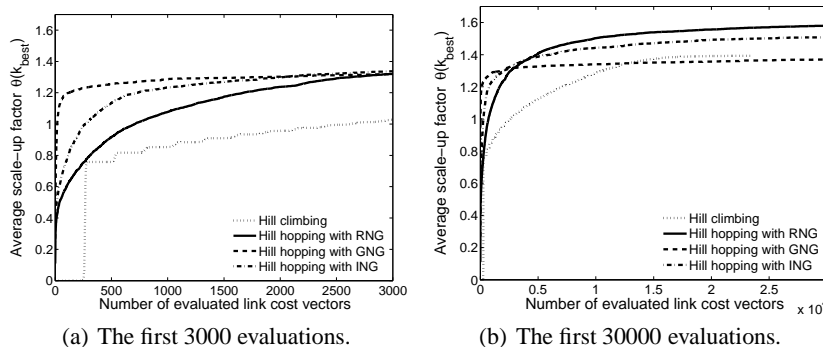 1.6
1.4
1.2
1
0.8
0.6
0.4
0.2
0
Average scale−up factor θ(k_best)
Hill climbing
Hill hopping with RNG
Hill hopping with GNG
Hill hopping with ING
0 500 1000 1500 2000 2500 3000
Number of evaluated link cost vectors
(a) The first 3000 evaluations.
1.6
1.4
1.2
1
0.8
0.6
0.4
0.2
0
Average scale−up factor θ(k_best)
Hill climbing
Hill hopping with RNG
Hill hopping with GNG
Hill hopping with ING
0 0.5 1 1.5 2 2.5
Number of evaluated link cost vectors
x 10
(b) The first 30000 evaluations.